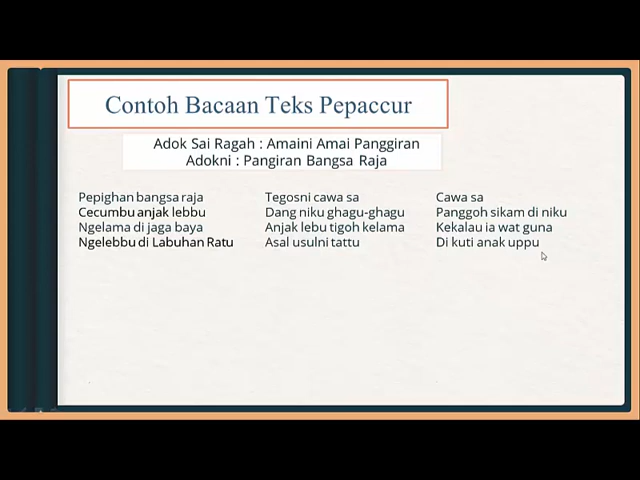 Contoh Bacaan Teks Pepaccur
Adok Sai Ragah : Amaini Amai Panggiran
Adokni : Pangiran Bangsa Raja
Pepighan bangsa raja
Cecumbu anjak lebbu
Ngelama di jaga baya
Ngelebbu di Labuhan Ratu
Tegosni cawa sa
Dang niku ghagu-ghagu
Anjak lebu tigoh kelama
Asal usulni tattu
Cawa sa
Panggoh sikam di niku
Kekalau ia wat guna
Di kuti anak uppu